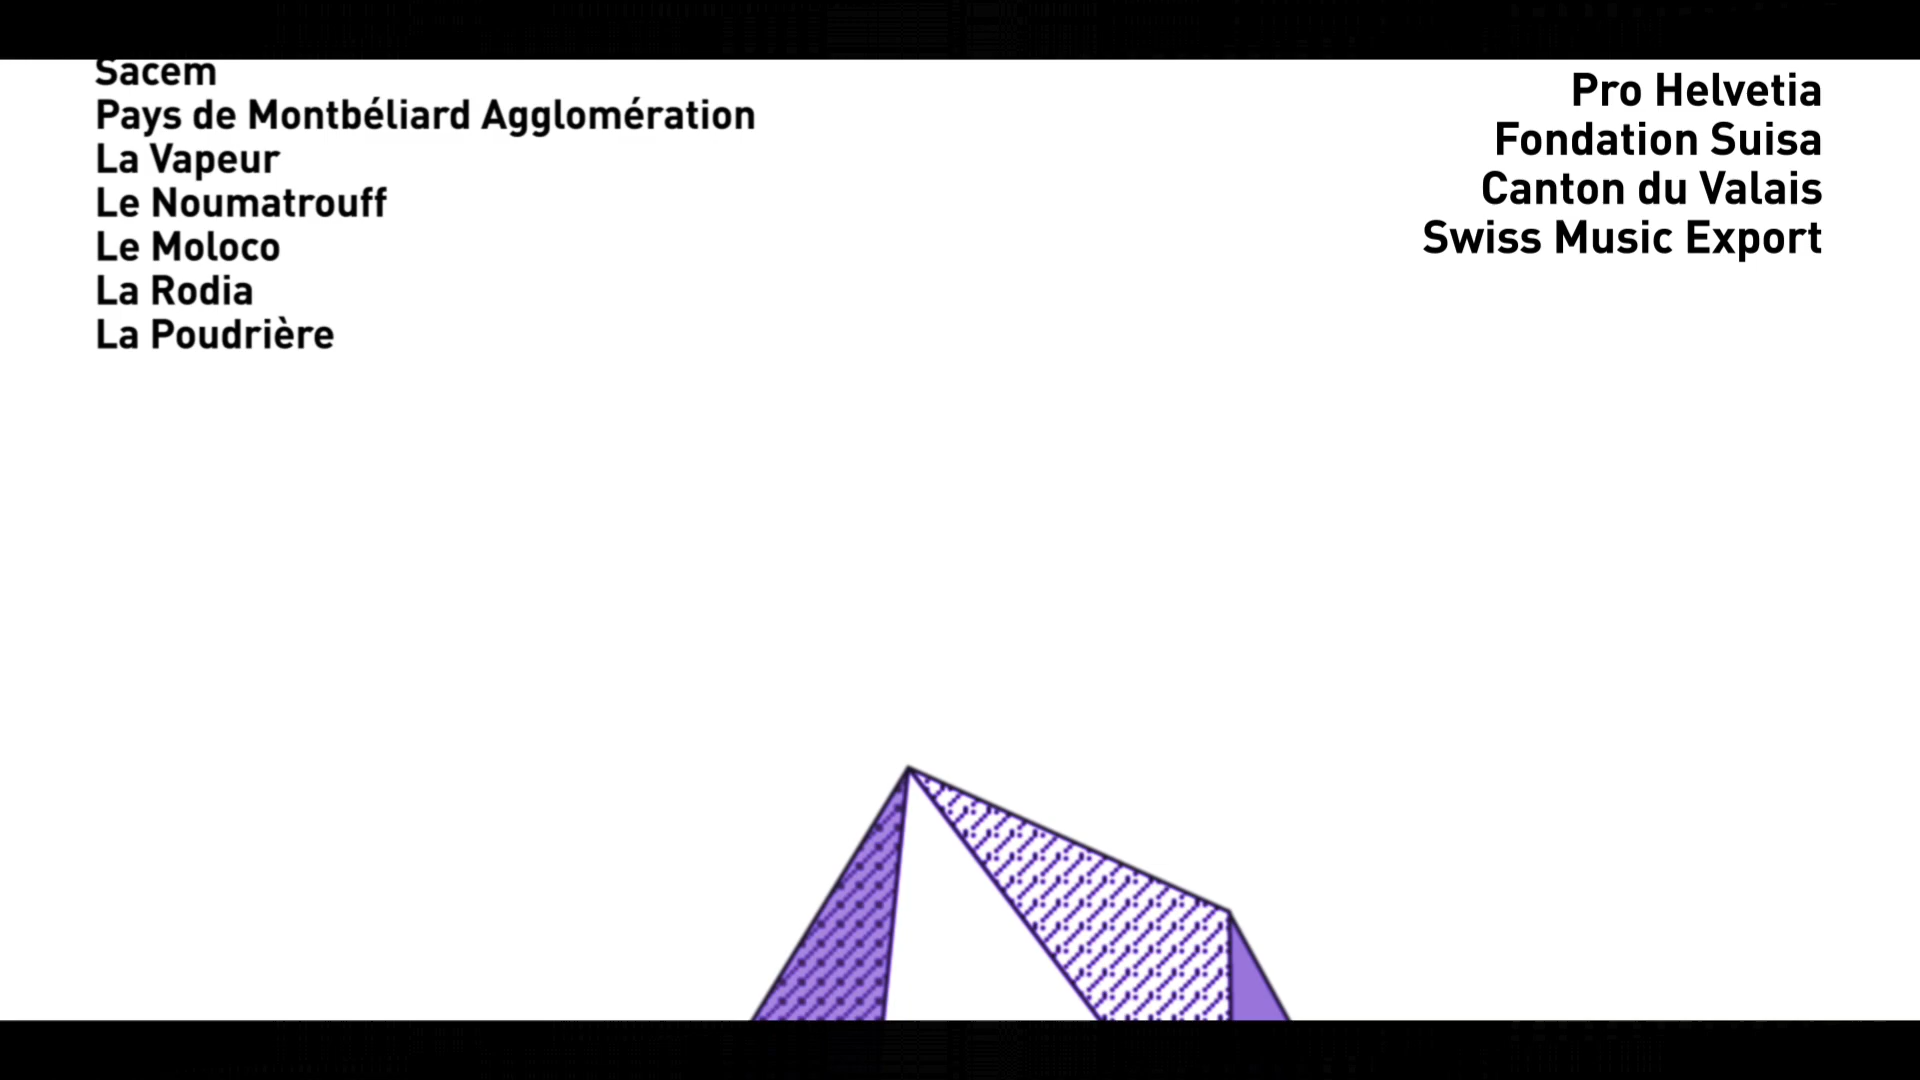 Sacem
Pays de Montbéliard Agglomération
La Vapeur
Le Noumatrouff
Le Moloco
La Rodia
La Poudrière
Pro Helvetia
Fondation Suisa
Canton du Valais
Swiss Music Export